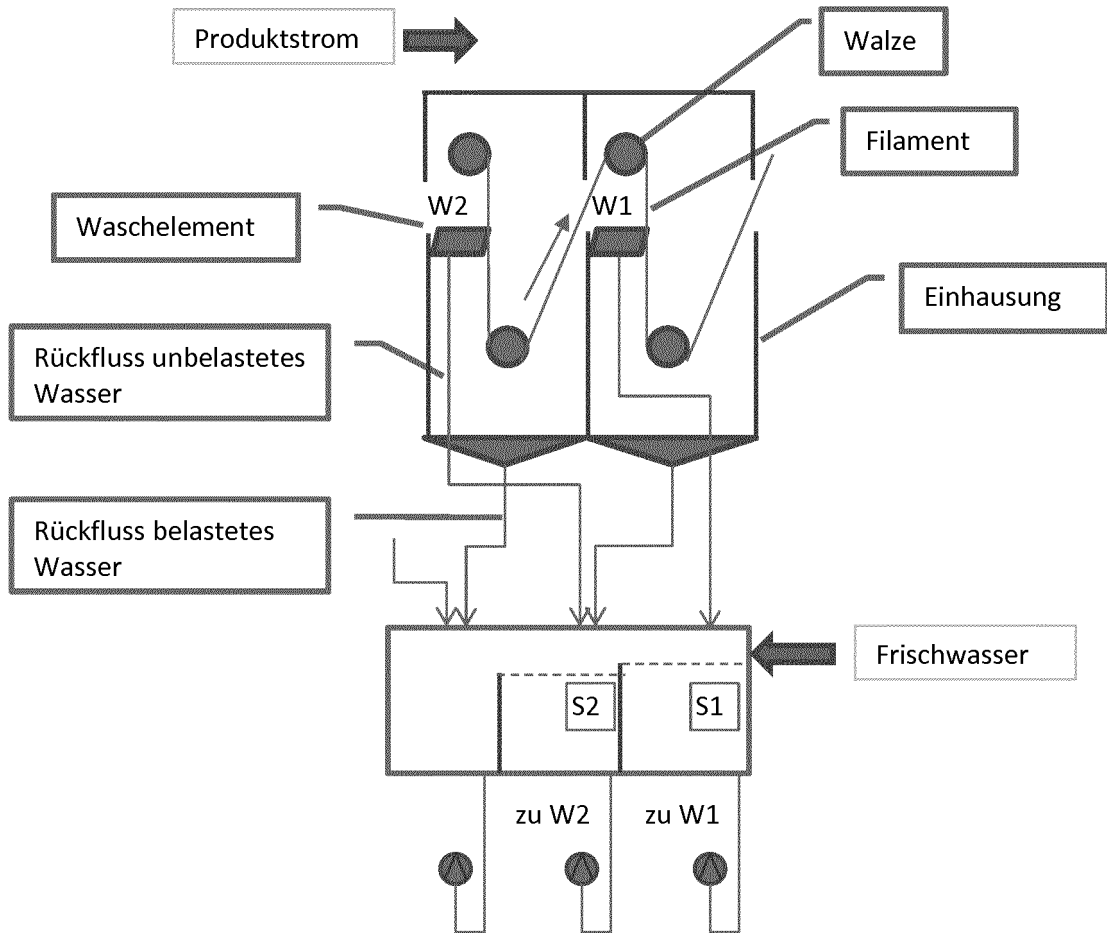 Produktstrom
Walze
Filament
W2
W1
Waschelement
Einhausung
Rückfluss unbelastetes
Wasser
Rückfluss belastetes
Wasser
Frischwasser
S2
S1
zu W2
zu W1